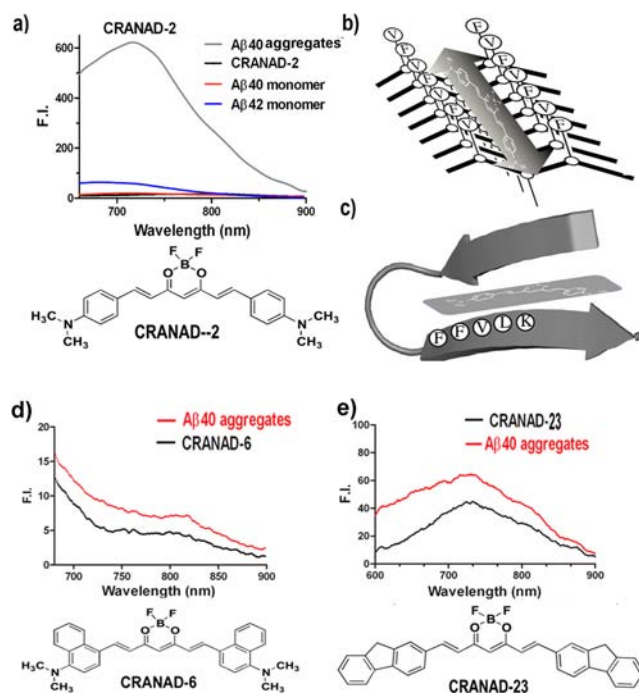 a)
CRANAD-2
Aβ40 aggregates
CRANAD-2
Aβ40 monomer
Aβ42 monomer
600
400
200
0
F.I.
700
800
900
Wavelength (nm)
F
F
B
O
O
H₃C
N
CH₃
N
CH₃
CH₃
CRANAD--2
b)
V
F
V
F
V
F
F
V
F
V
F
V
F
c)
F F V L K
d)
Aβ40 aggregates
CRANAD-6
20
15
10
5
0
F.I.
700
750
800
850
900
Wavelength (nm)
F
F
B
O
O
H₃C
N
CH₃
N
CH₃
CH₃
CRANAD-6
e)
CRANAD-23
Aβ40 aggregates
100
80
60
40
20
0
F.I.
600
700
800
900
Wavelength (nm)
F
F
B
O
O
CRANAD-23